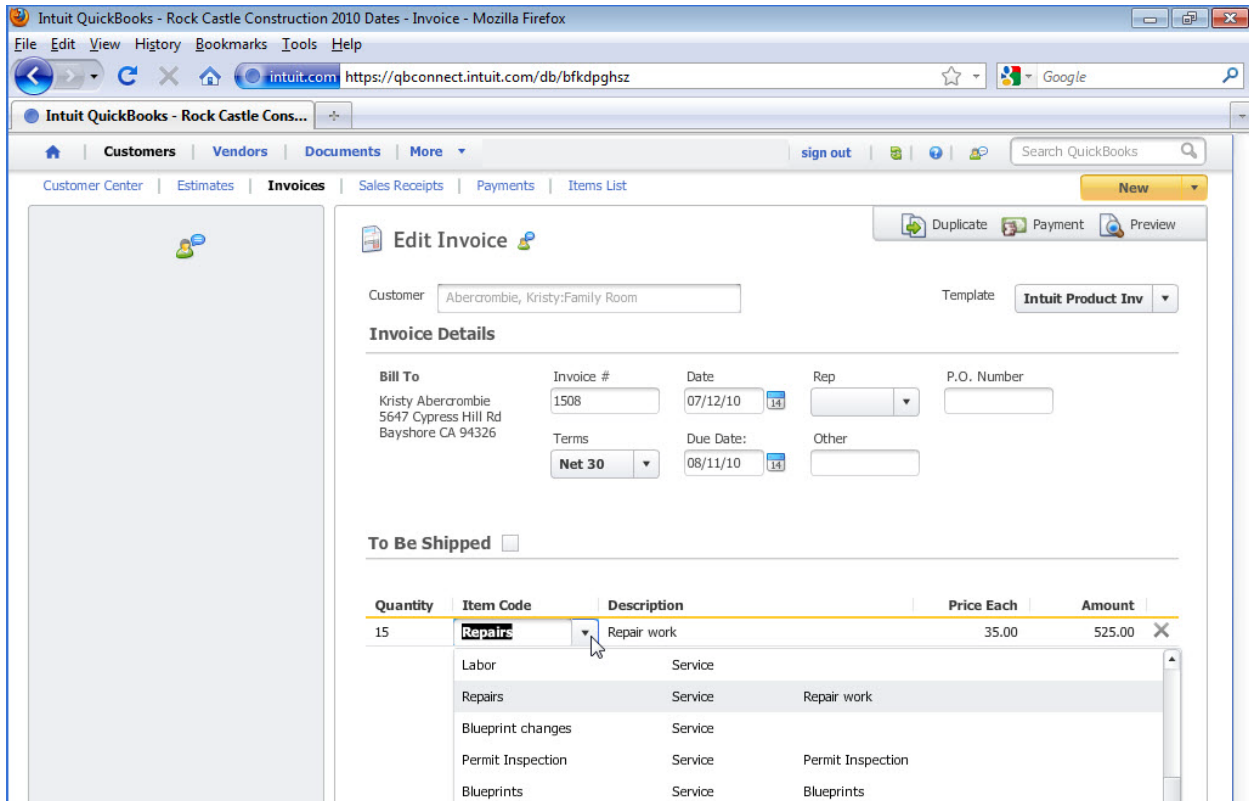 Intuit QuickBooks - Rock Castle Construction 2010 Dates - Invoice - Mozilla Firefox
File Edit View History Bookmarks Tools Help
intuit.com https://qbconnect.intuit.com/db/bfkdpghsz Google
Intuit QuickBooks - Rock Castle Cons...
Customers | Vendors | Documents | More sign out | | | Search QuickBooks
Customer Center | Estimates | Invoices | Sales Receipts | Payments | Items List New
Duplicate Payment Preview
Edit Invoice
Customer Abercrombie, Kristy:Family Room Template Intuit Product Inv
Invoice Details
Bill To Invoice # Date Rep P.O. Number
Kristy Abercrombie 1508 07/12/10 14
5647 Cypress Hill Rd
Bayshore CA 94326
Terms Due Date: Other
Net 30 08/11/10 14
To Be Shipped
Quantity Item Code Description Price Each Amount
15 Repairs Repair work 35.00 525.00
Labor Service
Repairs Service Repair work
Blueprint changes Service
Permit Inspection Service Permit Inspection
Blueprints Service Blueprints